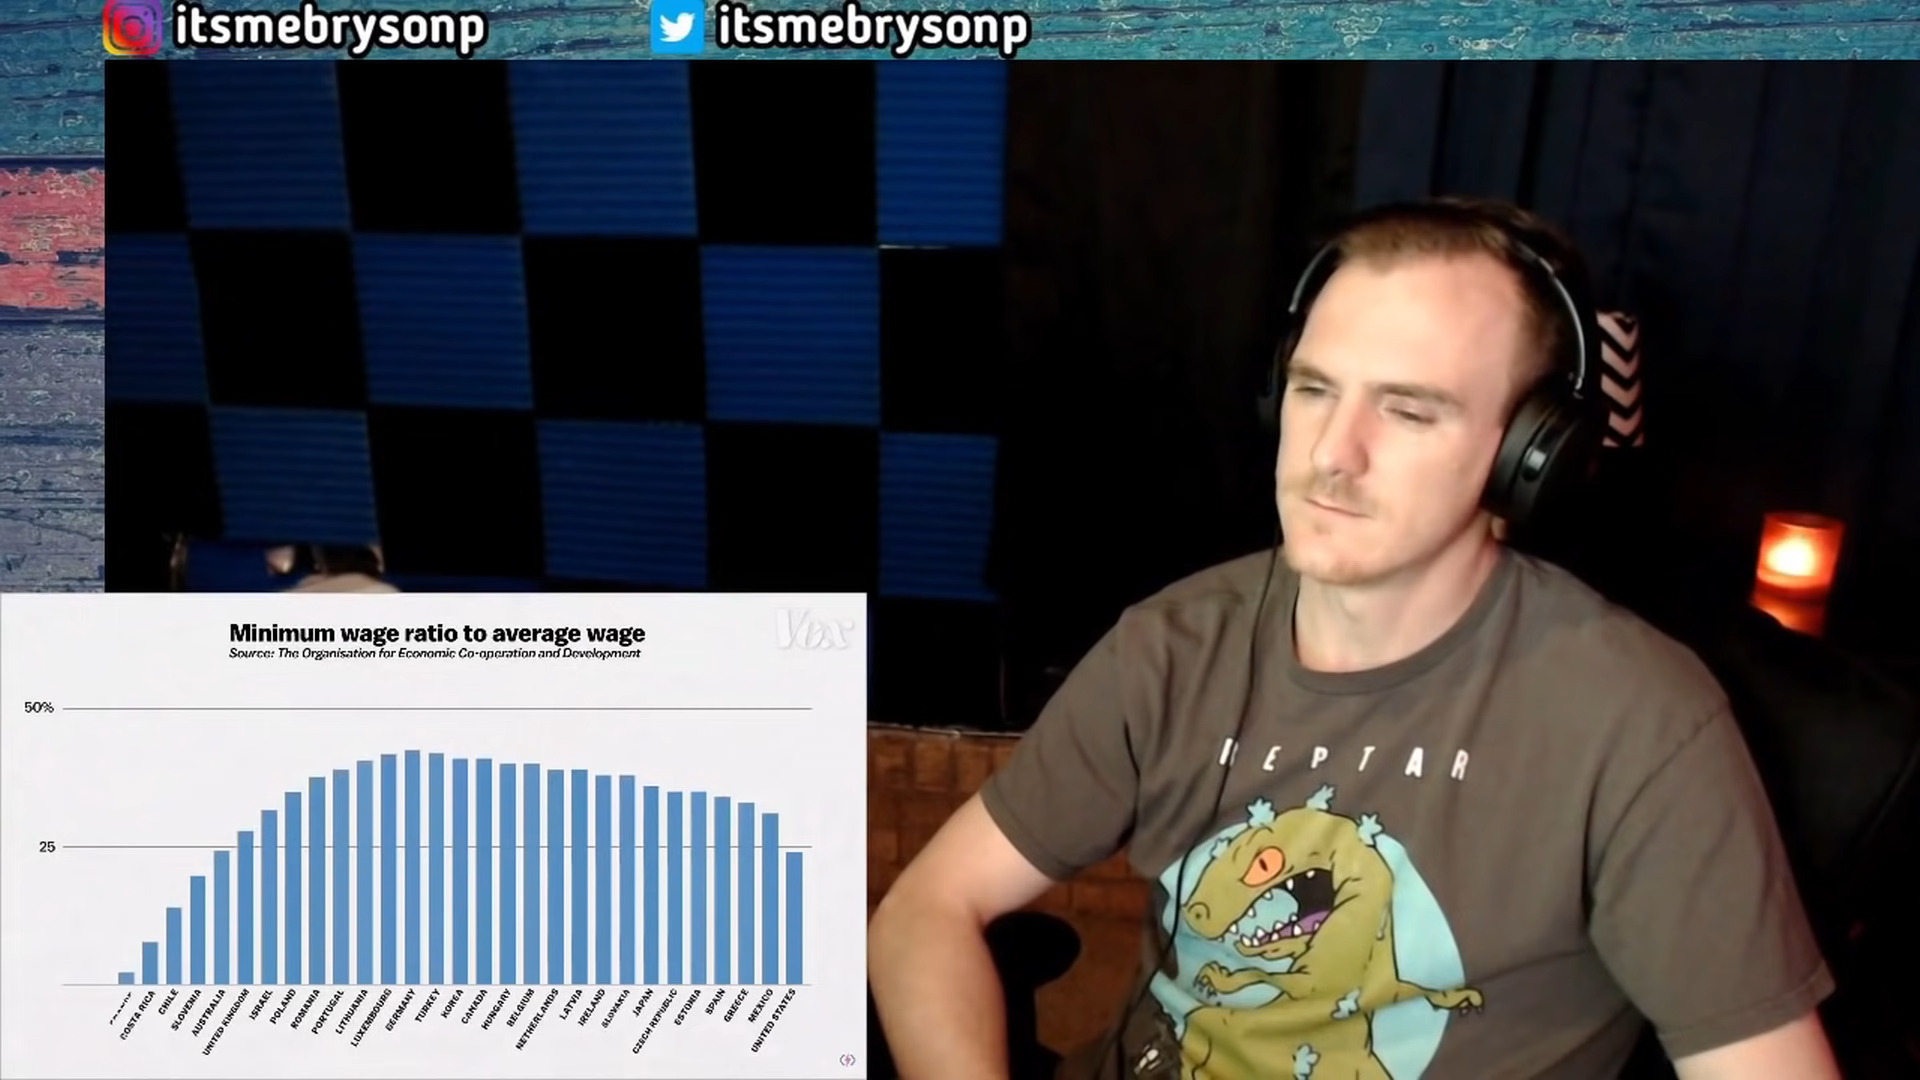 itsmebrysonp
itsmebrysonp
Minimum wage ratio to average wage
Vox
Source: The Organisation for Economic Co-operation and Development
50%
25
COSTA RICA
CHILE
SLOVENIA
AUSTRALIA
UNITED KINGDOM
ISRAEL
POLAND
ROMANIA
PORTUGAL
LITHUANIA
LUXEMBOURG
GERMANY
TURKEY
KOREA
CANADA
HUNGARY
BELGIUM
NETHERLANDS
LATVIA
IRELAND
SLOVAKIA
JAPAN
CZECH REPUBLIC
ESTONIA
SPAIN
GREECE
MEXICO
UNITED STATES
REPTAR